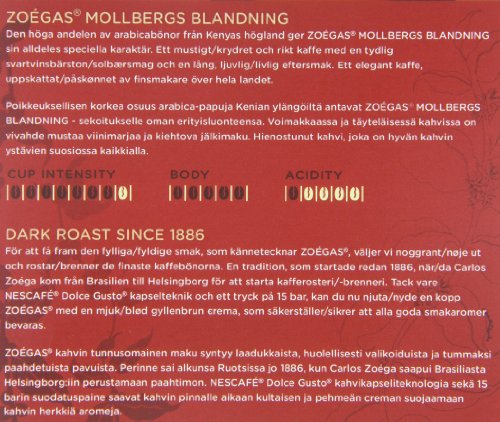 ZOÉGAS® MOLLBERGS BLANDNING
Den höga andelen av arabicabönor från Kenyas högland ger ZOÉGAS® MOLLBERGS BLANDNING
sin alldeles speciella karaktär. Ett mustigt/krydret och rikt kaffe med en tydlig
svartvinsbärston/solbærsmag och en lång, ljuvlig/livlig eftersmak. Ett elegant kaffe,
uppskattat/påskønnet av finsmakare över hela landet.
Poikkeuksellisen korkea osuus arabica-papuja Kenian ylängöiltä antavat ZOÉGAS® MOLLBERGS
BLANDNING - sekoitukselle oman erityisluonteensa. Voimakkaassa ja täyteläisessä kahvissa on
vivahde mustaa viinimarjaa ja kiehtova jälkimaku. Hienostunut kahvi, joka on hyvän kahvin
ystävien suosiossa kaikkialla.
CUP INTENSITY BODY ACIDITY
DARK ROAST SINCE 1886
För att få fram den fylliga/fyldige smak, som kännetecknar ZOÉGAS®, väljer vi noggrant/nøje ut
och rostar/brenner de finaste kaffebönorna. En tradition, som startade redan 1886, när/da Carlos
Zoéga kom från Brasilien till Helsingborg för att starta kafferosteri/-brenneri. Tack vare
NESCAFÉ® Dolce Gusto® kapselteknik och ett tryck på 15 bar, kan du nu njuta/nyde en kopp
ZOÉGAS® med en mjuk/blød gyllenbrun crema, som säkerställer/sikrer att alla goda smakaromer
bevaras.
ZOÉGAS® kahvin tunnusomainen maku syntyy laadukkaista, huolellisesti valikoiduista ja tummaksi
paahdetuista pavuista. Perinne sai alkunsa Ruotsissa jo 1886, kun Carlos Zoéga saapui Brasiliasta
Helsingborg:iin perustamaan paahtimon. NESCAFÉ® Dolce Gusto® kahvikapseliteknologia sekä 15
barin suodatuspaine saavat kahvin pinnalle aikaan kultaisen ja pehmeän creman suojaamaan
kahvin herkkiä aromeja.